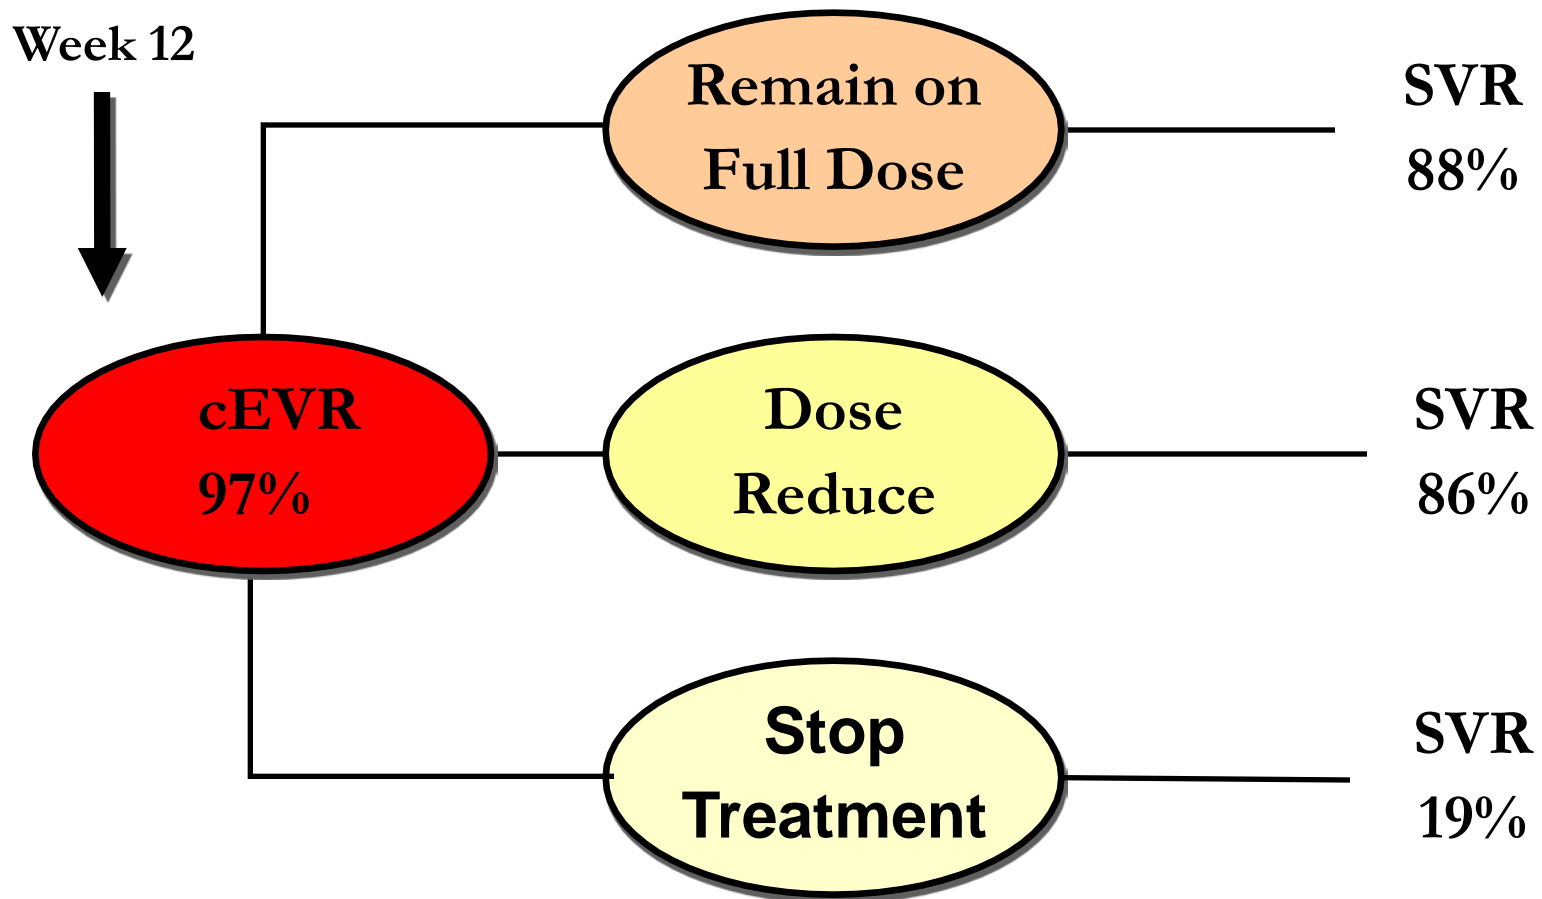 Week 12
Remain on
Full Dose
SVR
88%
cEVR
97%
Dose
Reduce
SVR
86%
Stop
Treatment
SVR
19%